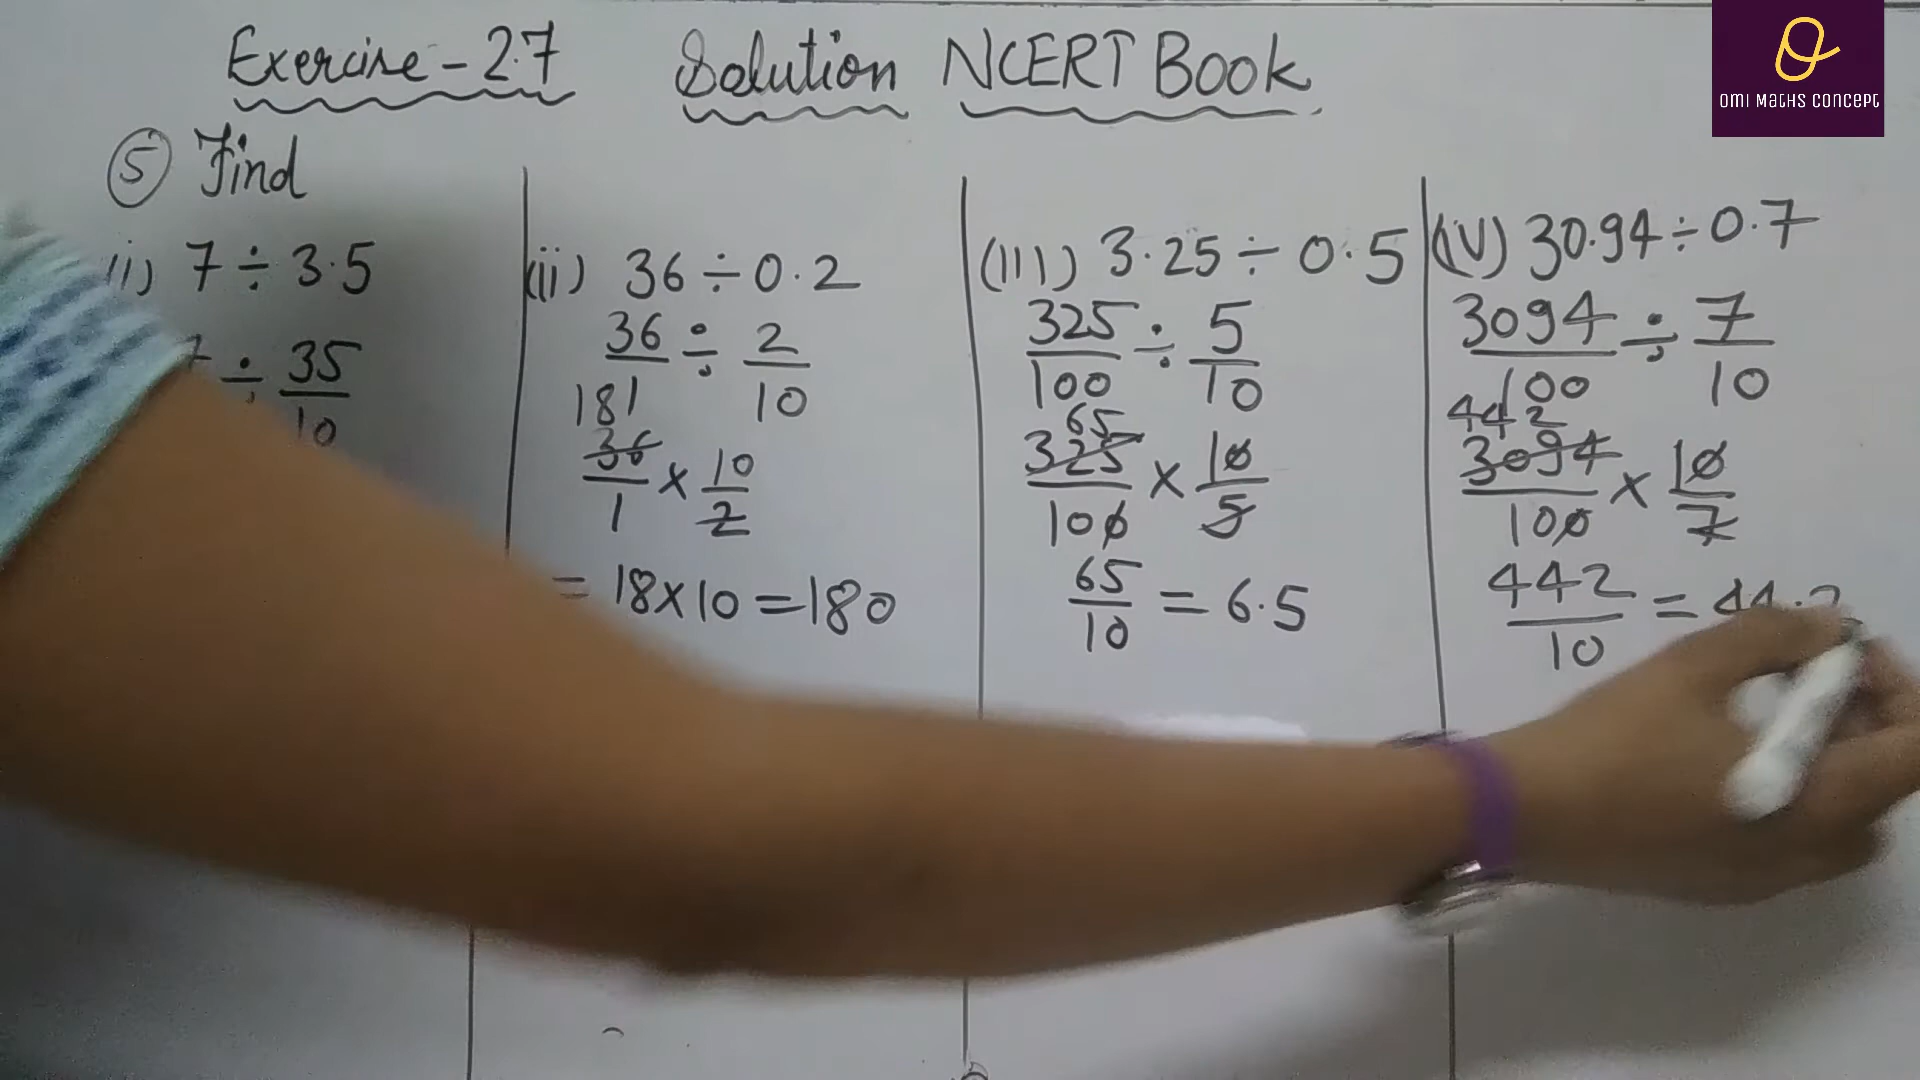 Exercise - 2.7 Solution NCERT Book
OMI MATHS CONCEPT
5 Find
(i) 7 ÷ 3.5
÷ 35
10
(ii) 36 ÷ 0.2
36 ÷ 2
1 10
18
36 × 10
1 2
= 18×10 = 180
(III) 3.25 ÷ 0.5
325 ÷ 5
100 10
65
325 × 10
100 5
65 = 6.5
10
(IV) 30.94 ÷ 0.7
3094 ÷ 7
100 10
442
3094 × 10
100 7
442 = 44.2
10